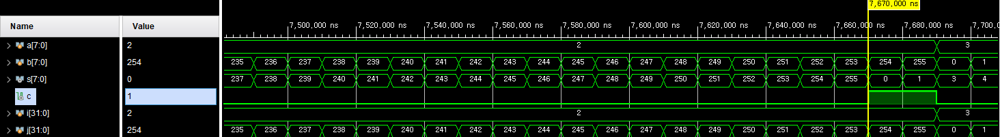 7,670,000 ns
Name Value 7,500,000 ns 7,520,000 ns 7,540,000 ns 7,560,000 ns 7,580,000 ns 7,600,000 ns 7,620,000 ns 7,640,000 ns 7,660,000 ns 7,680,000 ns 7,700,0
a[7:0] 2 2 3
b[7:0] 254 235 236 237 238 239 240 241 242 243 244 245 246 247 248 249 250 251 252 253 254 255 0 1
s[7:0] 0 237 238 239 240 241 242 243 244 245 246 247 248 249 250 251 252 253 254 255 0 1 3 4
c 1
i[31:0] 2 2 3
j[31:0] 254 235 236 237 238 239 240 241 242 243 244 245 246 247 248 249 250 251 252 253 254 255 0 1